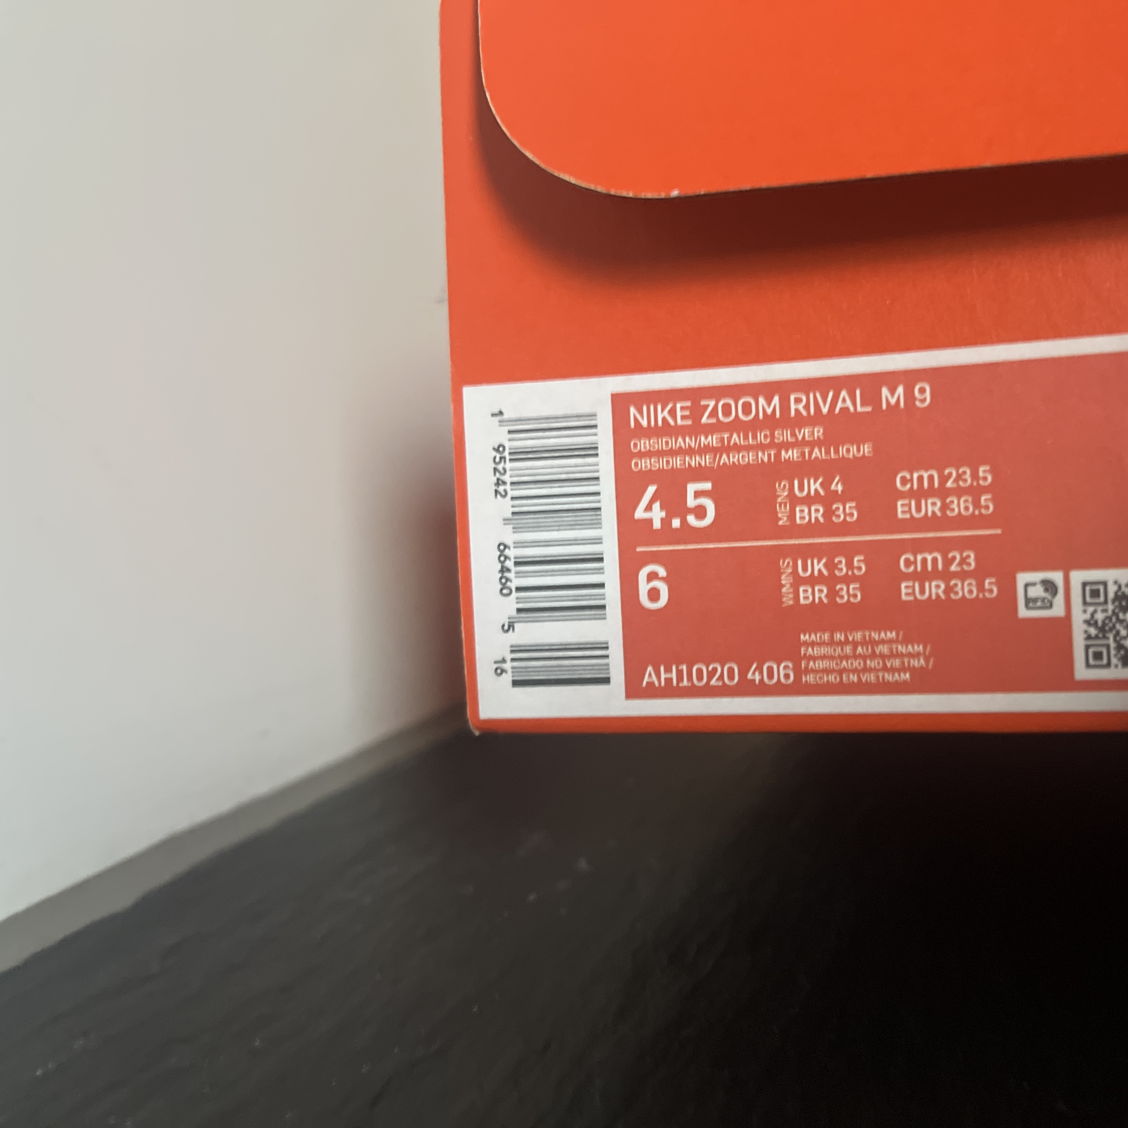 1 95242 66460 5 16
NIKE ZOOM RIVAL M 9
OBSIDIAN/METALLIC SILVER
OBSIDIENNE/ARGENT METALLIQUE
4.5 MENS UK 4 cm 23.5
BR 35 EUR 36.5
6 WMNS UK 3.5 cm 23
BR 35 EUR 36.5
MADE IN VIETNAM /
FABRIQUE AU VIETNAM /
FABRICADO NO VIETNÃ /
AH1020 406 HECHO EN VIETNAM